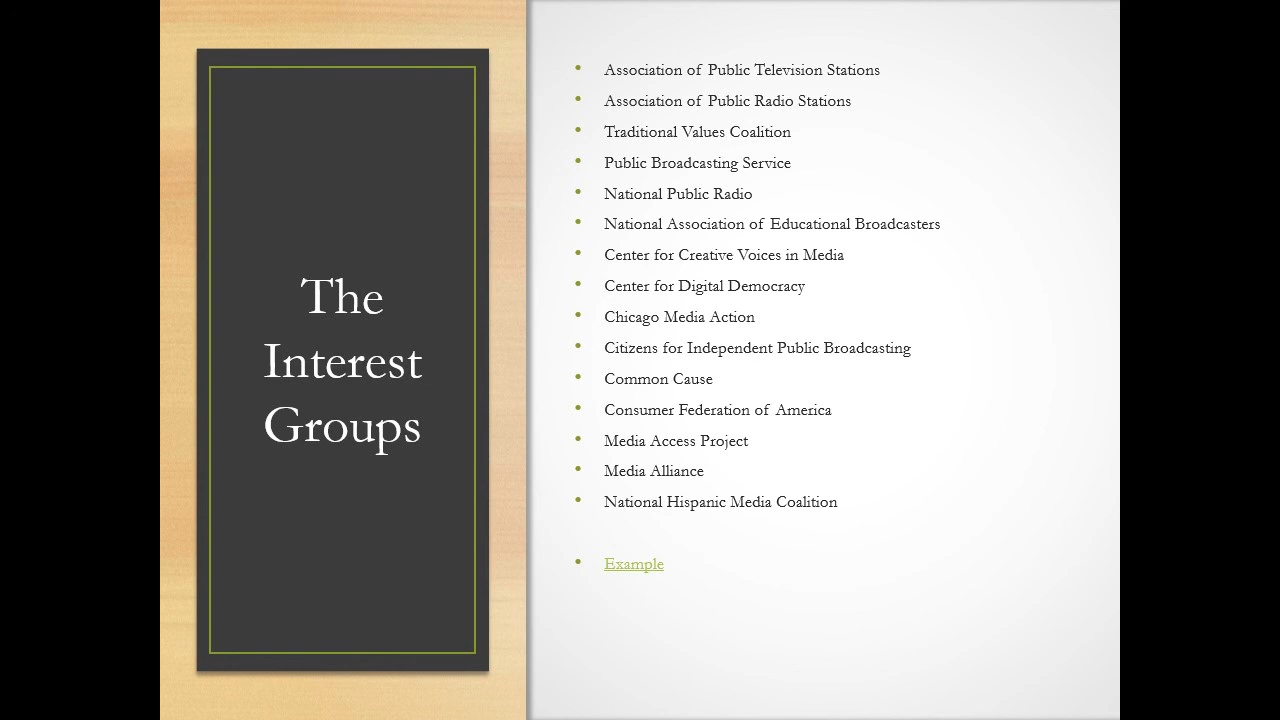 The
Interest
Groups
• Association of Public Television Stations
• Association of Public Radio Stations
• Traditional Values Coalition
• Public Broadcasting Service
• National Public Radio
• National Association of Educational Broadcasters
• Center for Creative Voices in Media
• Center for Digital Democracy
• Chicago Media Action
• Citizens for Independent Public Broadcasting
• Common Cause
• Consumer Federation of America
• Media Access Project
• Media Alliance
• National Hispanic Media Coalition
• Example